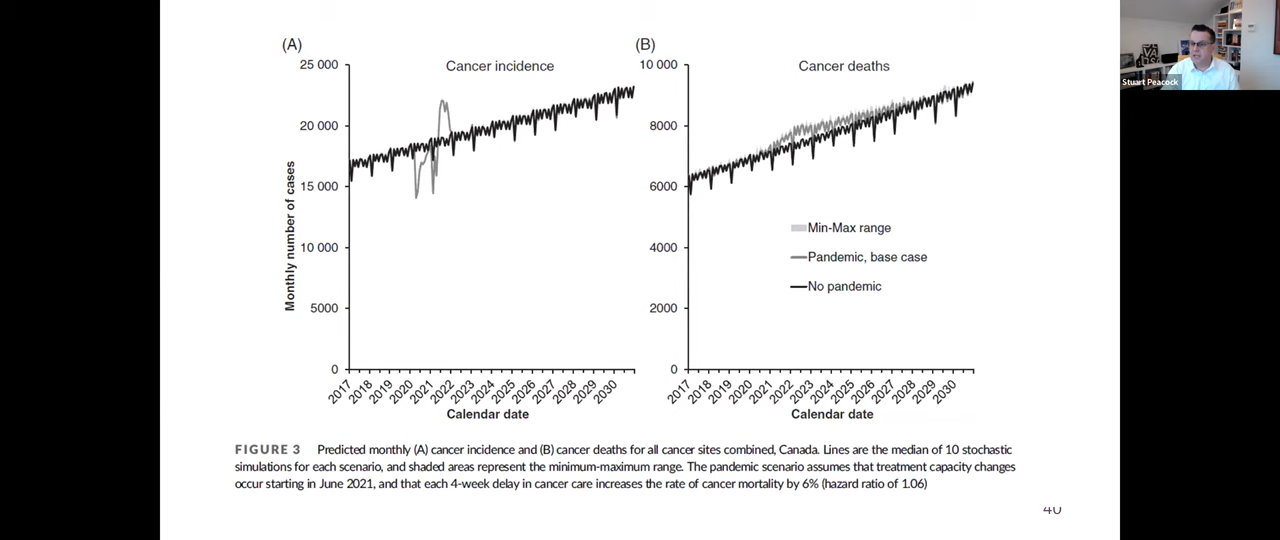 (A)
Cancer incidence
25 000
20 000
15 000
10 000
5000
0
Monthly number of cases
2017 2018 2019 2020 2021 2022 2023 2024 2025 2026 2027 2028 2029 2030
Calendar date
(B)
Cancer deaths
10 000
8000
6000
4000
2000
0
Min-Max range
Pandemic, base case
No pandemic
2017 2018 2019 2020 2021 2022 2023 2024 2025 2026 2027 2028 2029 2030
Calendar date
FIGURE 3 Predicted monthly (A) cancer incidence and (B) cancer deaths for all cancer sites combined, Canada. Lines are the median of 10 stochastic
simulations for each scenario, and shaded areas represent the minimum-maximum range. The pandemic scenario assumes that treatment capacity changes
occur starting in June 2021, and that each 4-week delay in cancer care increases the rate of cancer mortality by 6% (hazard ratio of 1.06)
40
Stuart Peacock